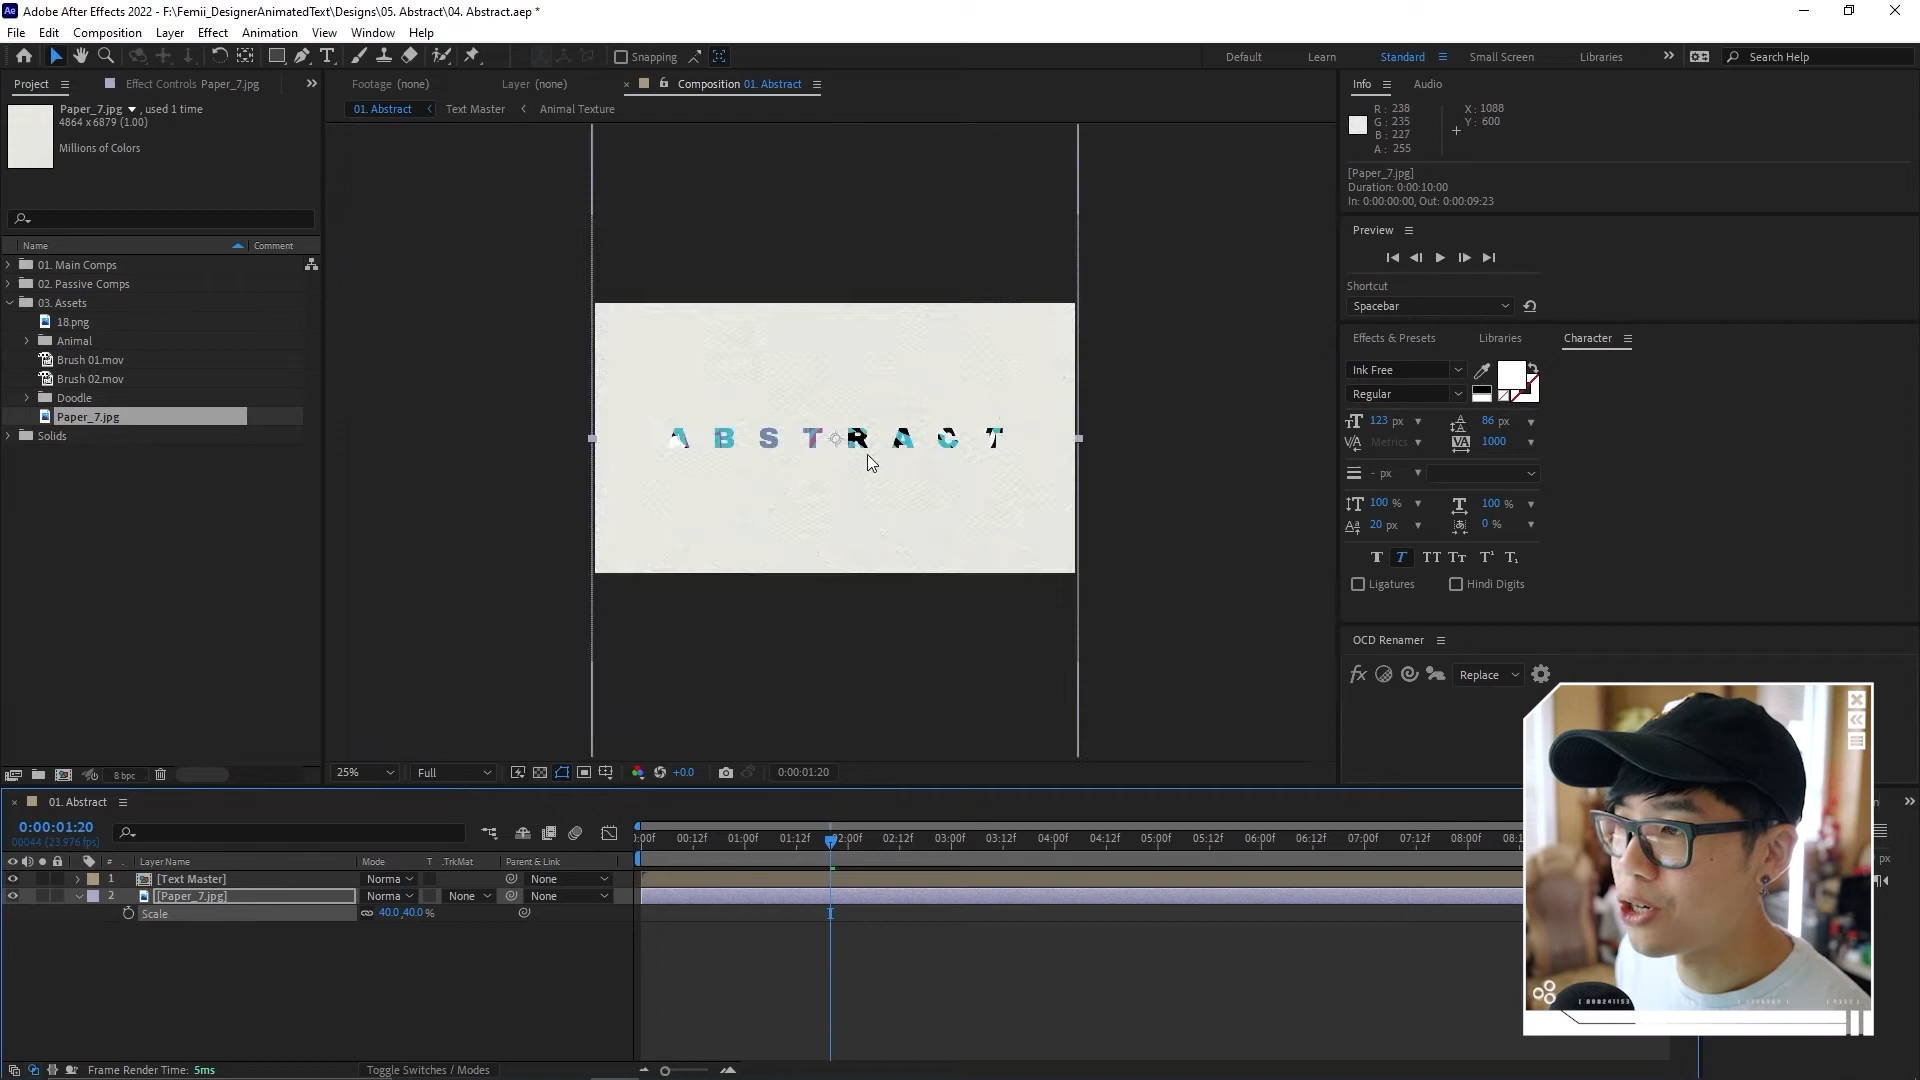 Adobe After Effects 2022 - F:\Femii_DesignerAnimatedText\Designs\05. Abstract\04. Abstract.aep *
File Edit Composition Layer Effect Animation View Window Help
Snapping
Default Learn Standard Small Screen Libraries Search Help
Project Effect Controls Paper_7.jpg
Paper_7.jpg , used 1 time
4864 x 6879 (1.00)
Millions of Colors
Name Comment
01. Main Comps
02. Passive Comps
03. Assets
18.png
Animal
Brush 01.mov
Brush 02.mov
Doodle
Paper_7.jpg
Solids
8 bpc
Footage (none) Layer (none) Composition 01. Abstract
01. Abstract Text Master Animal Texture
ABSTRACT
25% Full +0.0 0:00:01:20
Info Audio
R : 238 X : 1088
G : 235 Y : 600
B : 227
A : 255
[Paper_7.jpg]
Duration: 0:00:10:00
In: 0:00:00:00, Out: 0:00:09:23
Preview
Shortcut
Spacebar
Effects & Presets Libraries Character
Ink Free
Regular
123 px 86 px
Metrics 1000
- px
100 % 100 %
20 px 0 %
Ligatures Hindi Digits
OCD Renamer
fx Replace
01. Abstract
0:00:01:20
00044 (23.976 fps)
:00f 00:12f 01:00f 01:12f 02:00f 02:12f 03:00f 03:12f 04:00f 04:12f 05:00f 05:12f 06:00f 06:12f 07:00f 07:12f 08:00f
# Layer Name Mode T .TrkMat Parent & Link
1 [Text Master] Norma None
2 [Paper_7.jpg] Norma None None
Scale 40.0,40.0 %
Frame Render Time: 5ms Toggle Switches / Modes